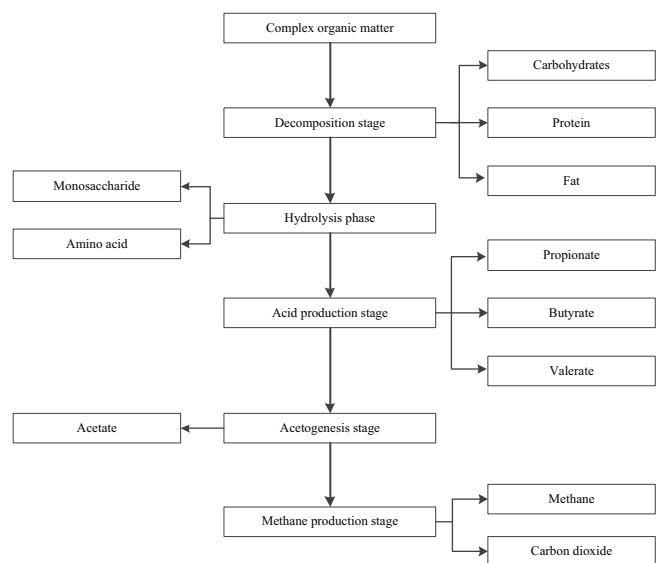 Complex organic matter
Carbohydrates
Decomposition stage
Protein
Fat
Monosaccharide
Hydrolysis phase
Amino acid
Propionate
Acid production stage
Butyrate
Valerate
Acetate
Acetogenesis stage
Methane
Methane production stage
Carbon dioxide